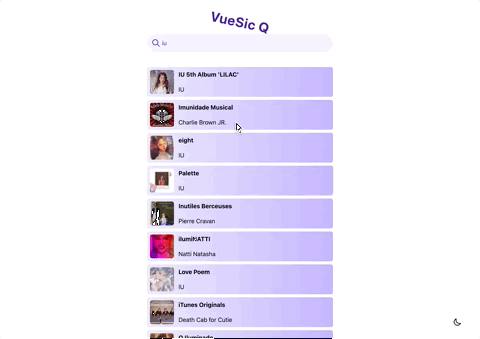 VueSic Q
iu
IU 5th Album 'LILAC'
IU
Imunidade Musical
Charlie Brown JR.
eight
IU
Palette
IU
Inutiles Berceuses
Pierre Cravan
ilumiNATTI
Natti Natasha
Love Poem
IU
iTunes Originals
Death Cab for Cutie
O Iluminado